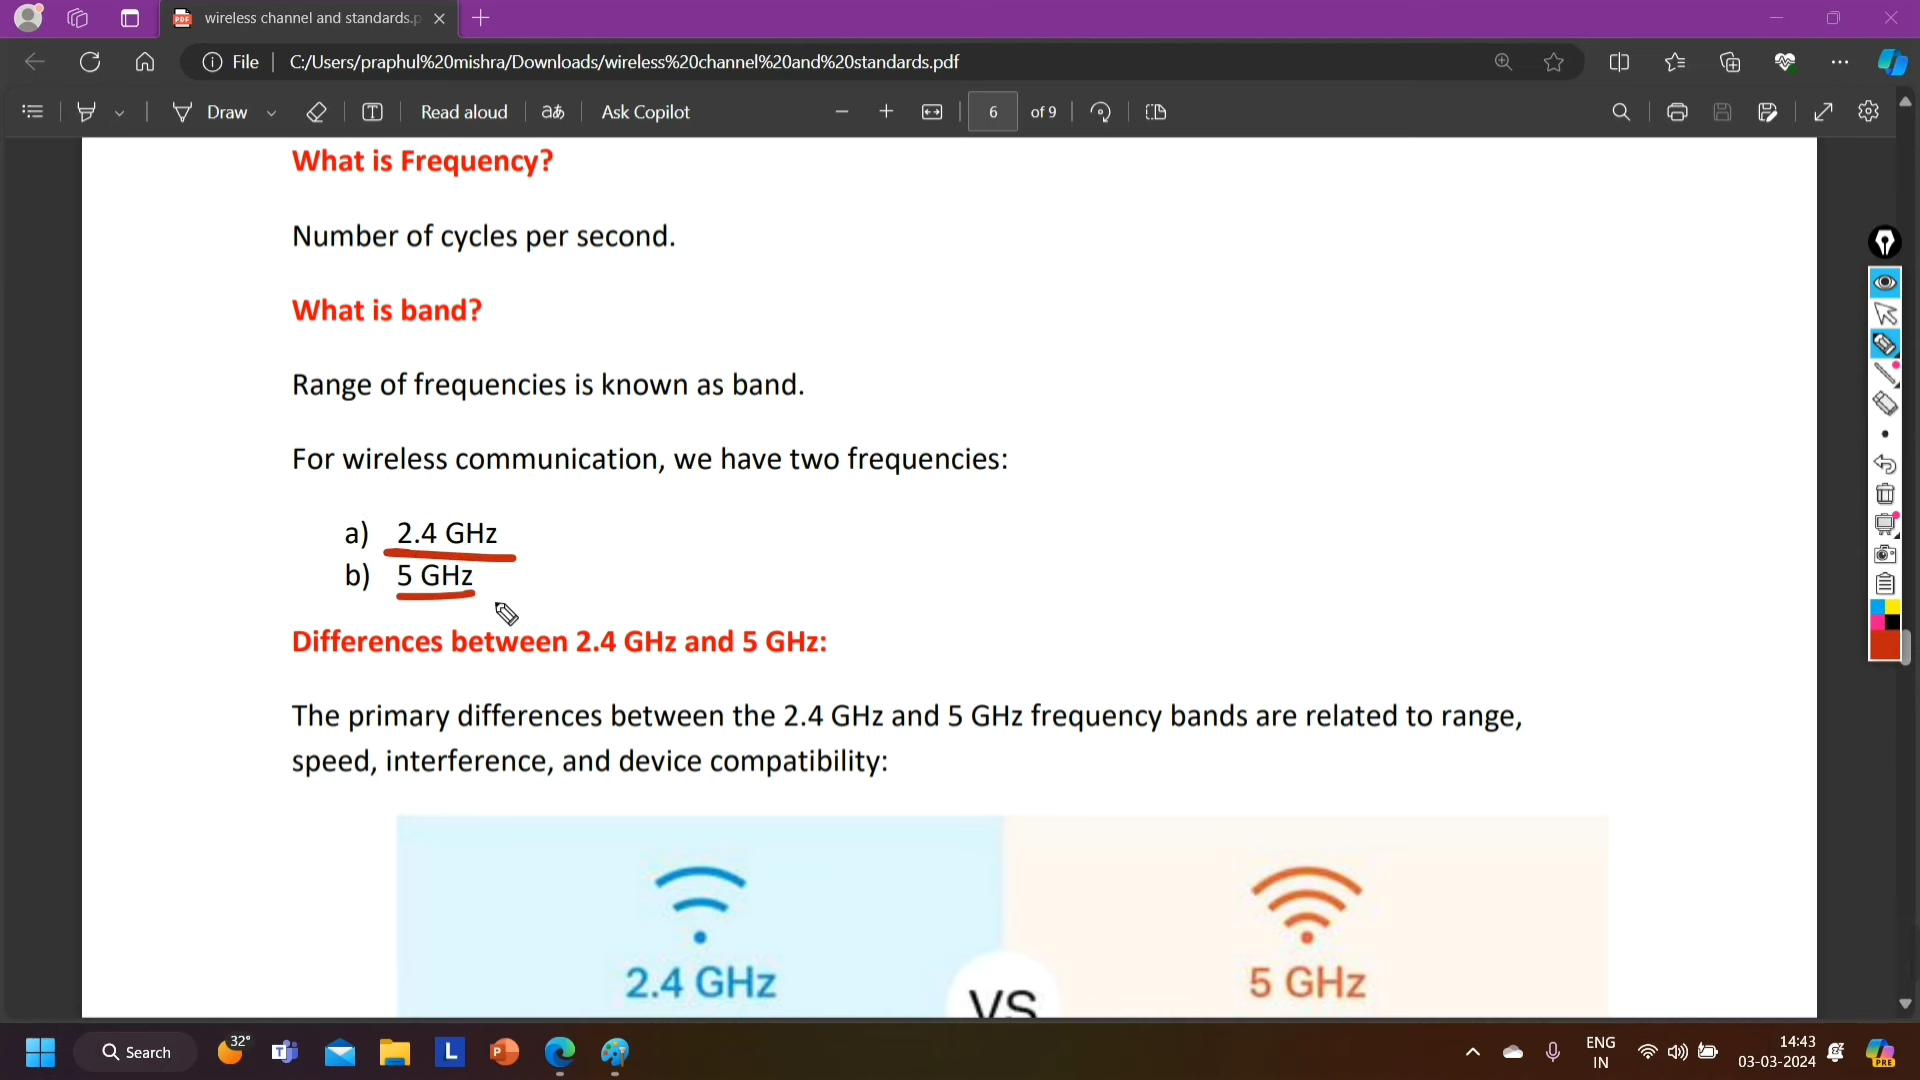 wireless channel and standards.p
File
C:/Users/praphul%20mishra/Downloads/wireless%20channel%20and%20standards.pdf
Draw
Read aloud
aあ
Ask Copilot
6
of 9
What is Frequency?
Number of cycles per second.
What is band?
Range of frequencies is known as band.
For wireless communication, we have two frequencies:
a) 2.4 GHz
b) 5 GHz
Differences between 2.4 GHz and 5 GHz:
The primary differences between the 2.4 GHz and 5 GHz frequency bands are related to range,
speed, interference, and device compatibility:
2.4 GHz
VS
5 GHz
Search
32°
ENG
IN
14:43
03-03-2024
PRE